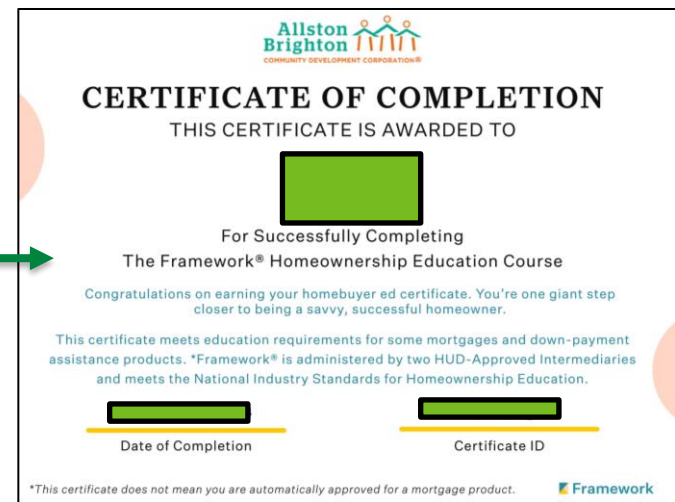 Allston
Brighton
COMMUNITY DEVELOPMENT CORPORATION®
CERTIFICATE OF COMPLETION
THIS CERTIFICATE IS AWARDED TO
For Successfully Completing
The Framework® Homeownership Education Course
Congratulations on earning your homebuyer ed certificate. You're one giant step
closer to being a savvy, successful homeowner.
This certificate meets education requirements for some mortgages and down-payment
assistance products. *Framework® is administered by two HUD-Approved Intermediaries
and meets the National Industry Standards for Homeownership Education.
Date of Completion
Certificate ID
*This certificate does not mean you are automatically approved for a mortgage product.
Framework